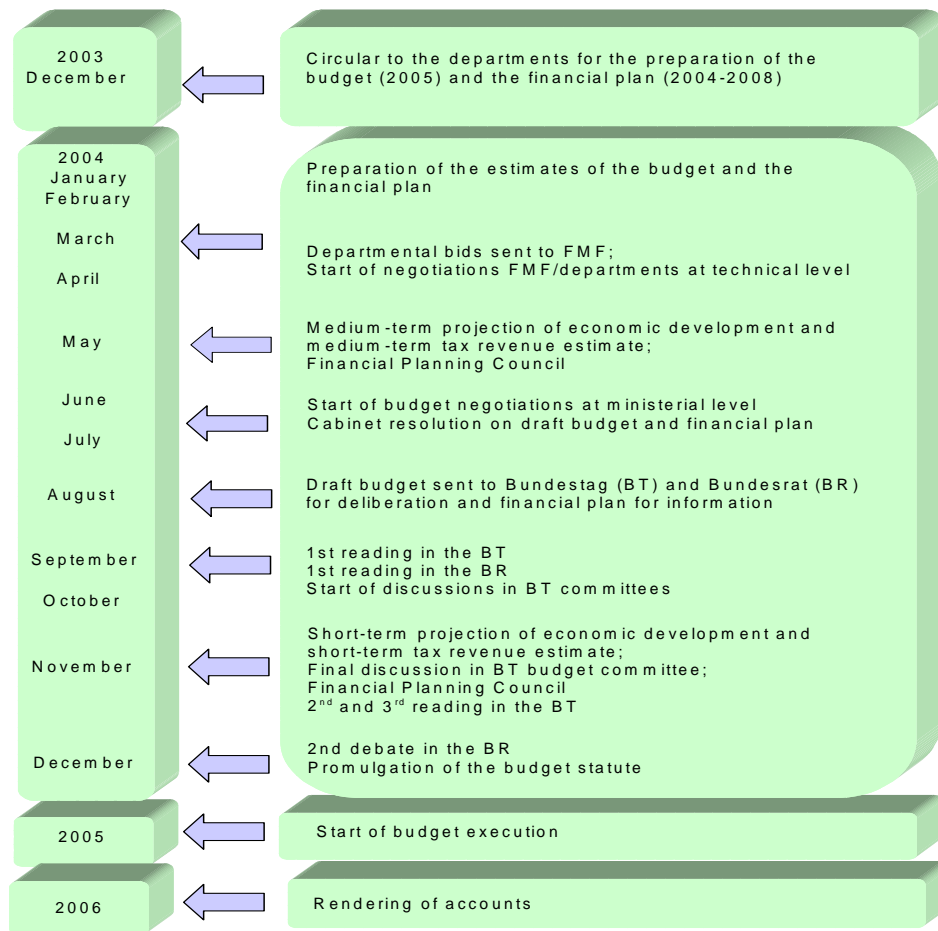 2003
December
Circular to the departments for the preparation of the
budget (2005) and the financial plan (2004-2008)
2004
January
February
Preparation of the estimates of the budget and the
financial plan
March
April
Departmental bids sent to FMF;
Start of negotiations FMF/departments at technical level
May
Medium-term projection of economic development and
medium-term tax revenue estimate;
Financial Planning Council
June
July
Start of budget negotiations at ministerial level
Cabinet resolution on draft budget and financial plan
August
Draft budget sent to Bundestag (BT) and Bundesrat (BR)
for deliberation and financial plan for information
September
October
1st reading in the BT
1st reading in the BR
Start of discussions in BT committees
November
Short-term projection of economic development and
short-term tax revenue estimate;
Final discussion in BT budget committee;
Financial Planning Council
2nd and 3rd reading in the BT
December
2nd debate in the BR
Promulgation of the budget statute
2005
Start of budget execution
2006
Rendering of accounts